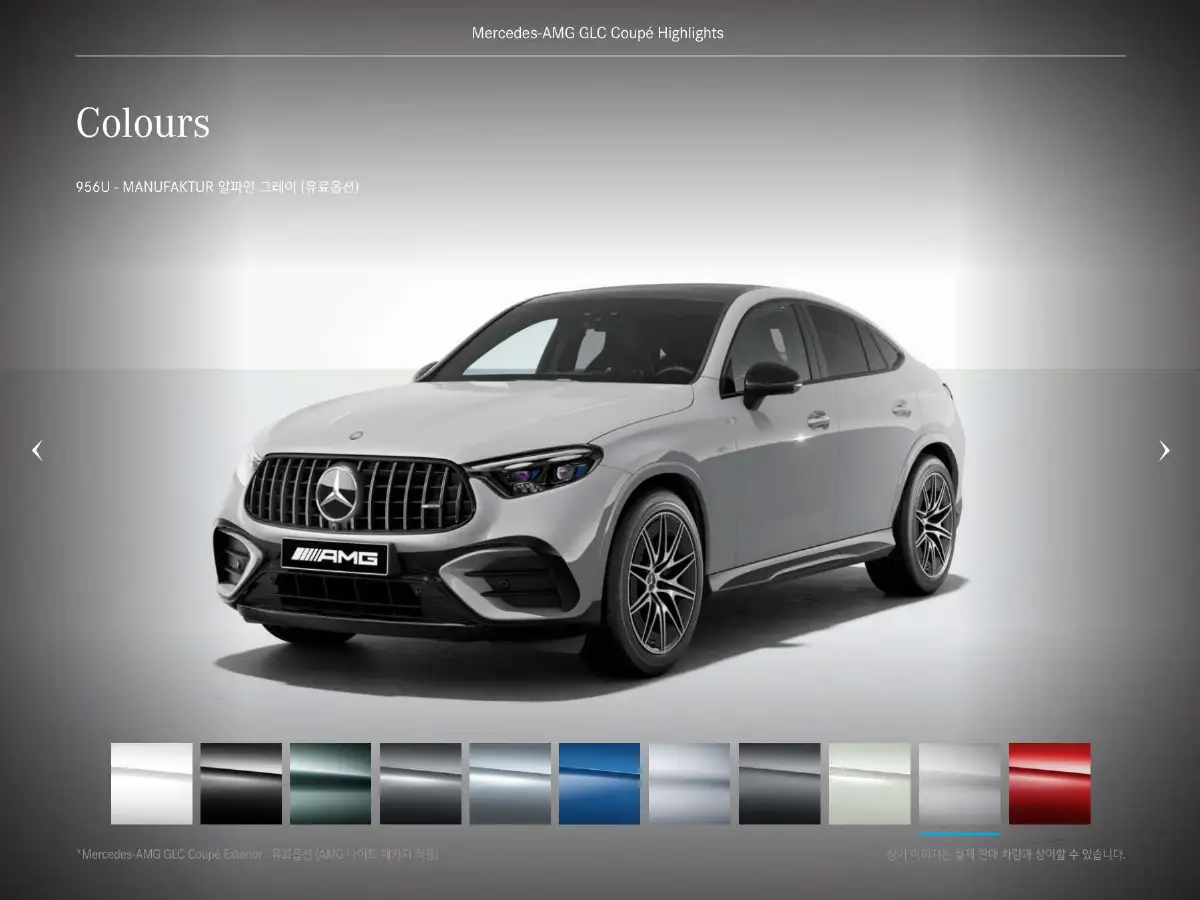 Mercedes-AMG GLC Coupé Highlights
Colours
956U - MANUFAKTUR 알파인 그레이 (유료옵션)
AMG
*Mercedes-AMG GLC Coupé Exterior - 유료옵션 (AMG 나이트 패키지 적용)
상기 이미지는 실제 판매 차량과 상이할 수 있습니다.